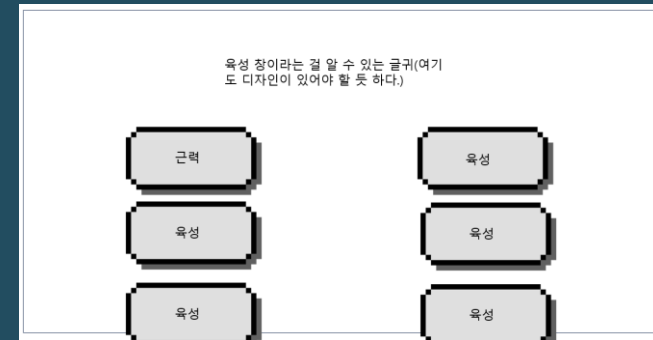 육성 창이라는 걸 알 수 있는 글귀(여기
도 디자인이 있어야 할 듯 하다.)
근력
육성
육성
육성
육성
육성